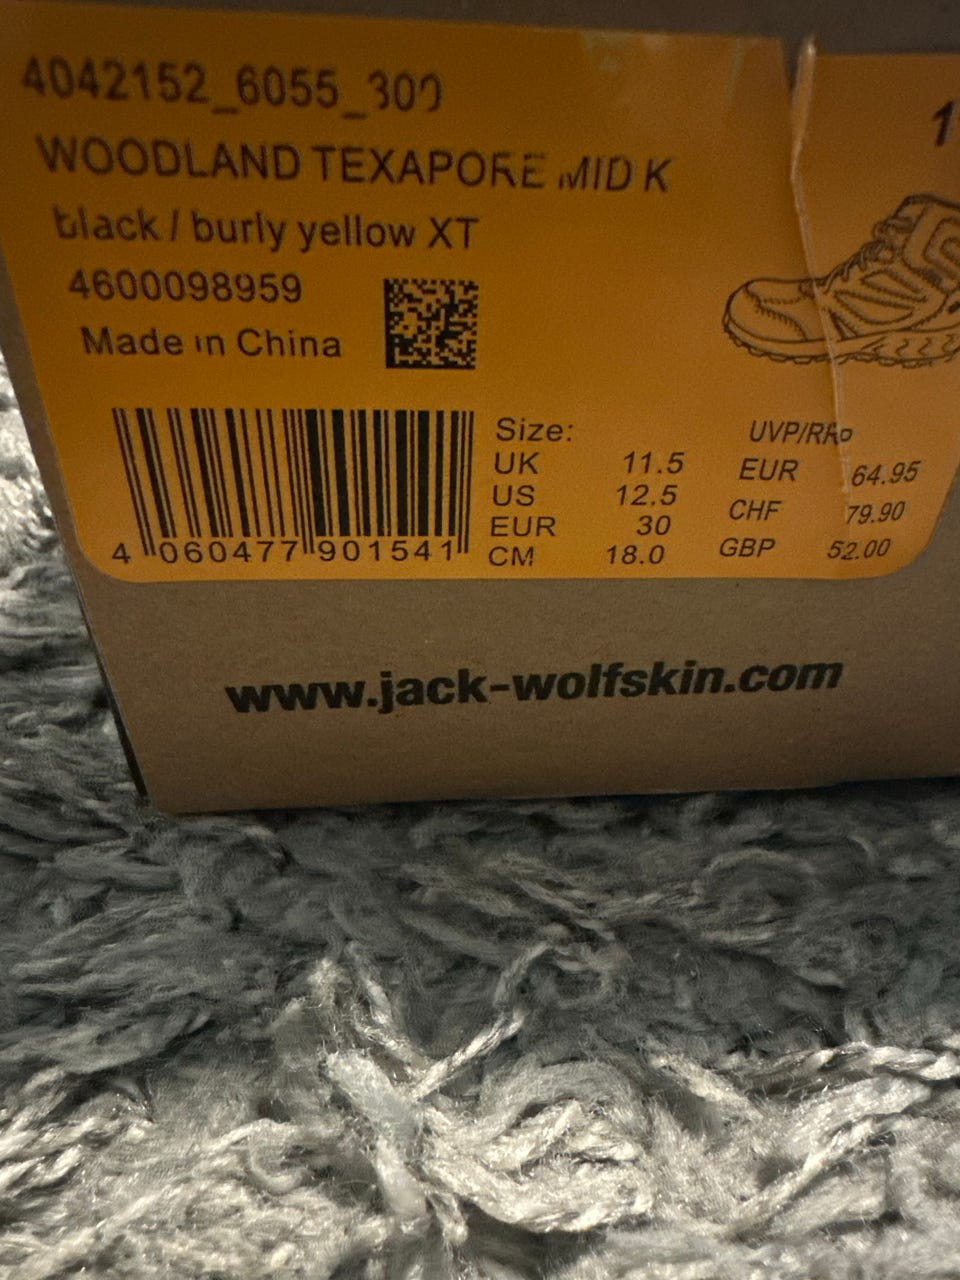 4042152_6055_300
WOODLAND TEXAPORE MID K
black / burly yellow XT
4600098959
Made in China
4 060477 901541
Size:
UK 11.5
US 12.5
EUR 30
CM 18.0
UVP/RRP
EUR 64.95
CHF 79.90
GBP 52.00
www.jack-wolfskin.com